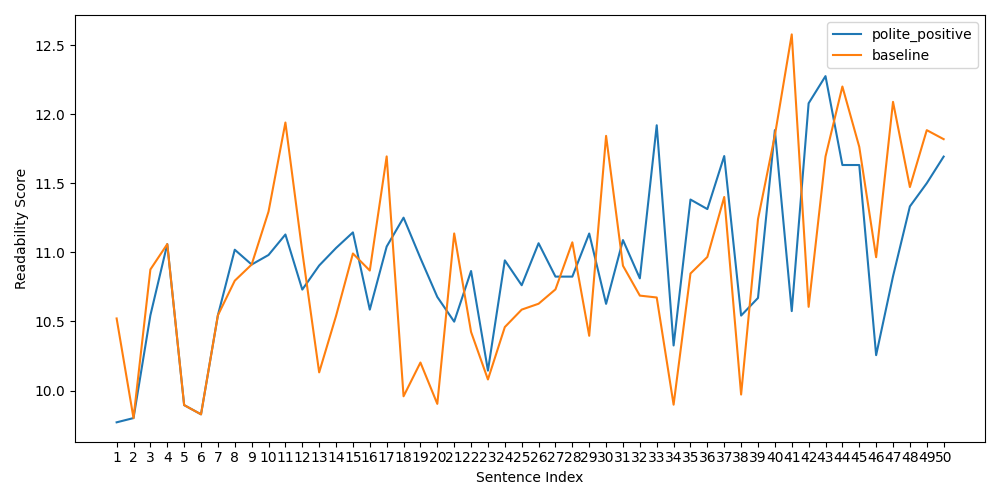 polite_positive
baseline
12.5
12.0
11.5
11.0
10.5
10.0
Readability Score
1 2 3 4 5 6 7 8 9 10 11 12 13 14 15 16 17 18 19 20 21 22 23 24 25 26 27 28 29 30 31 32 33 34 35 36 37 38 39 40 41 42 43 44 45 46 47 48 49 50
Sentence Index